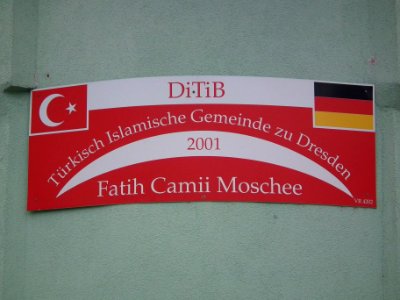 DiTiB
Türkisch Islamische Gemeinde zu Dresden
2001
Fatih Camii Moschee